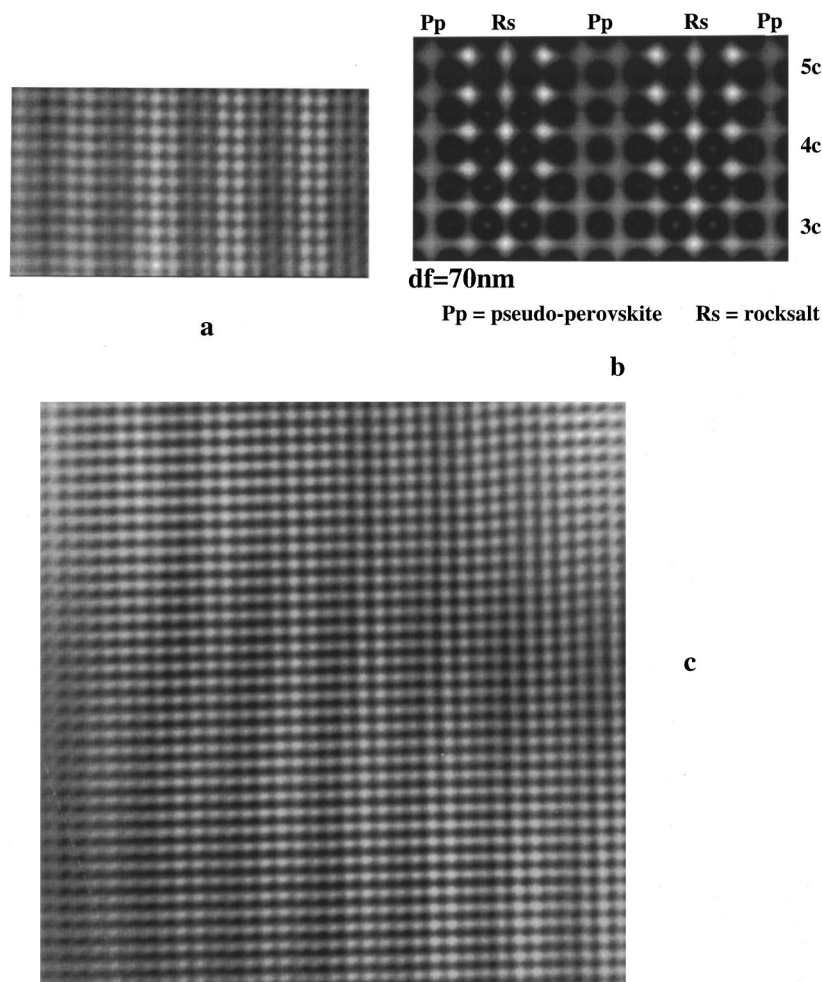 Pp Rs Pp Rs Pp
5c
4c
3c
df=70nm
Pp = pseudo-perovskite Rs = rocksalt
a
b
c